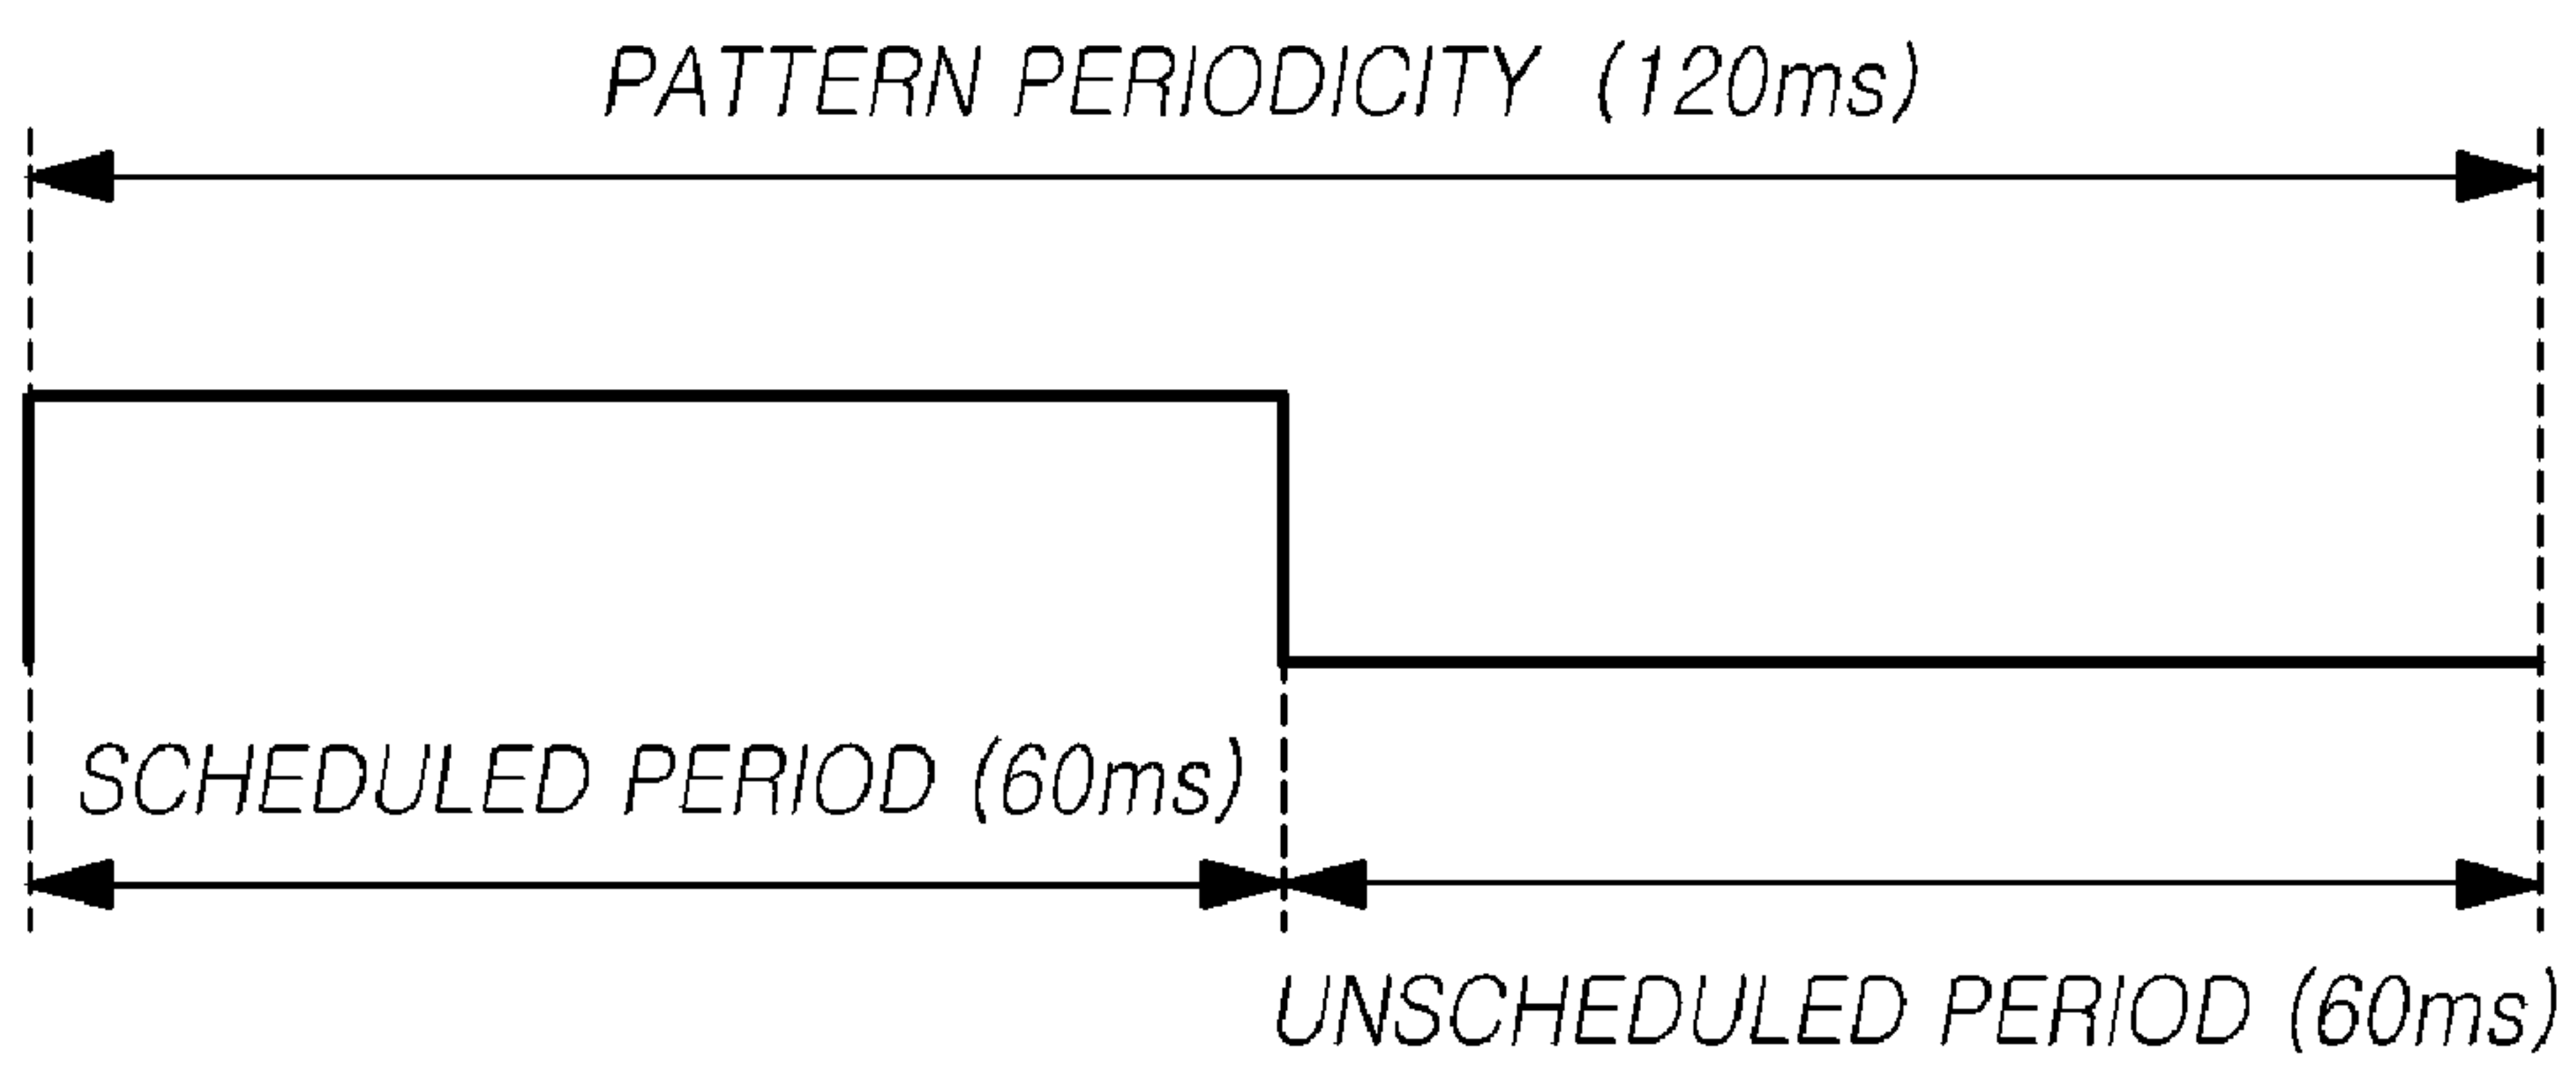 PATTERN PERIODICITY (120ms)
SCHEDULED PERIOD (60ms)
UNSCHEDULED PERIOD (60ms)